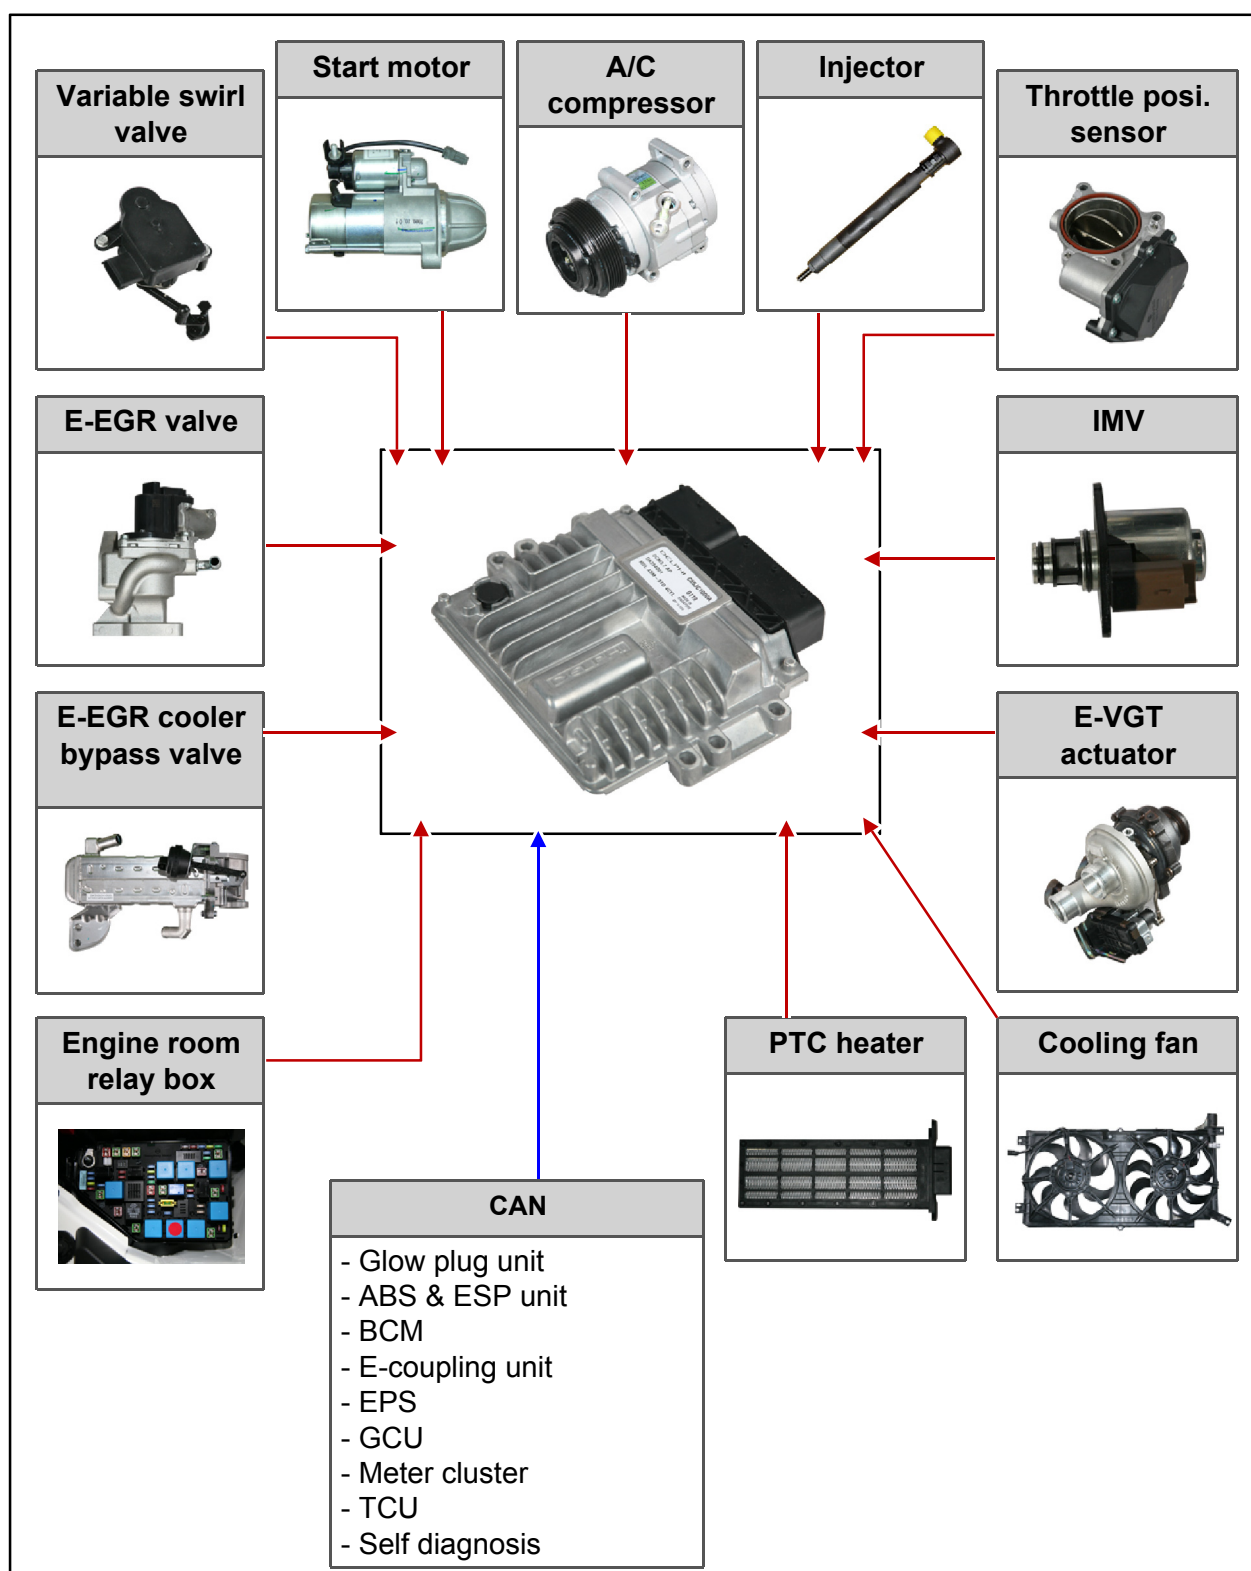 Start motor
A/C
compressor
Injector
Variable swirl
valve
Throttle posi.
sensor
E-EGR valve
IMV
DELPHI
E-EGR cooler
bypass valve
E-VGT
actuator
Engine room
relay box
PTC heater
Cooling fan
CAN
- Glow plug unit
- ABS & ESP unit
- BCM
- E-coupling unit
- EPS
- GCU
- Meter cluster
- TCU
- Self diagnosis